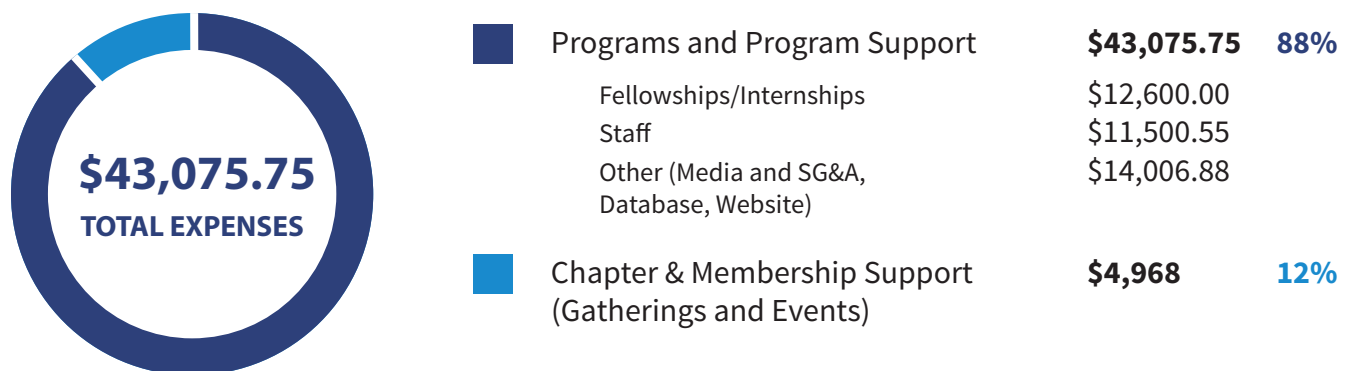 $43,075.75
TOTAL EXPENSES
Programs and Program Support $43,075.75 88%
Fellowships/Internships $12,600.00
Staff $11,500.55
Other (Media and SG&A, $14,006.88
Database, Website)
Chapter & Membership Support $4,968 12%
(Gatherings and Events)